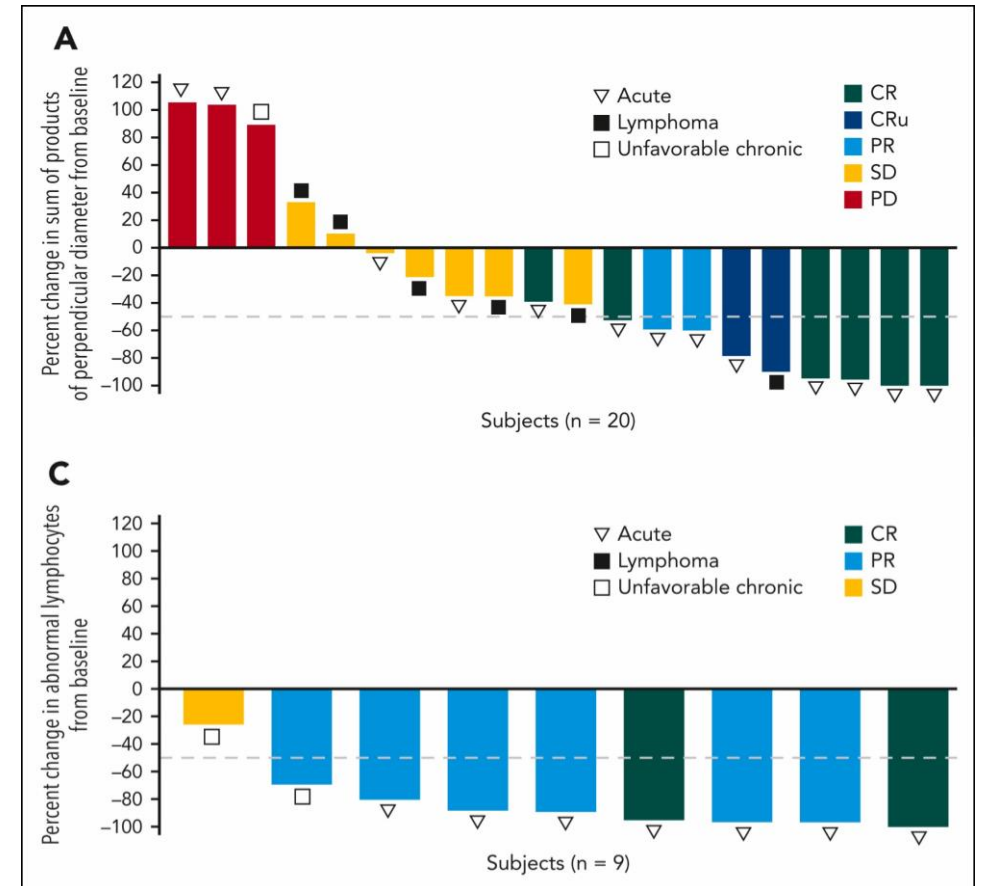 A
Percent change in sum of products
of perpendicular diameter from baseline
120
100
80
60
40
20
0
−20
−40
−60
−80
−100
Acute
Lymphoma
Unfavorable chronic
CR
CRu
PR
SD
PD
Subjects (n = 20)
C
Percent change in abnormal lymphocytes
from baseline
120
100
80
60
40
20
0
−20
−40
−60
−80
−100
Acute
Lymphoma
Unfavorable chronic
CR
PR
SD
Subjects (n = 9)